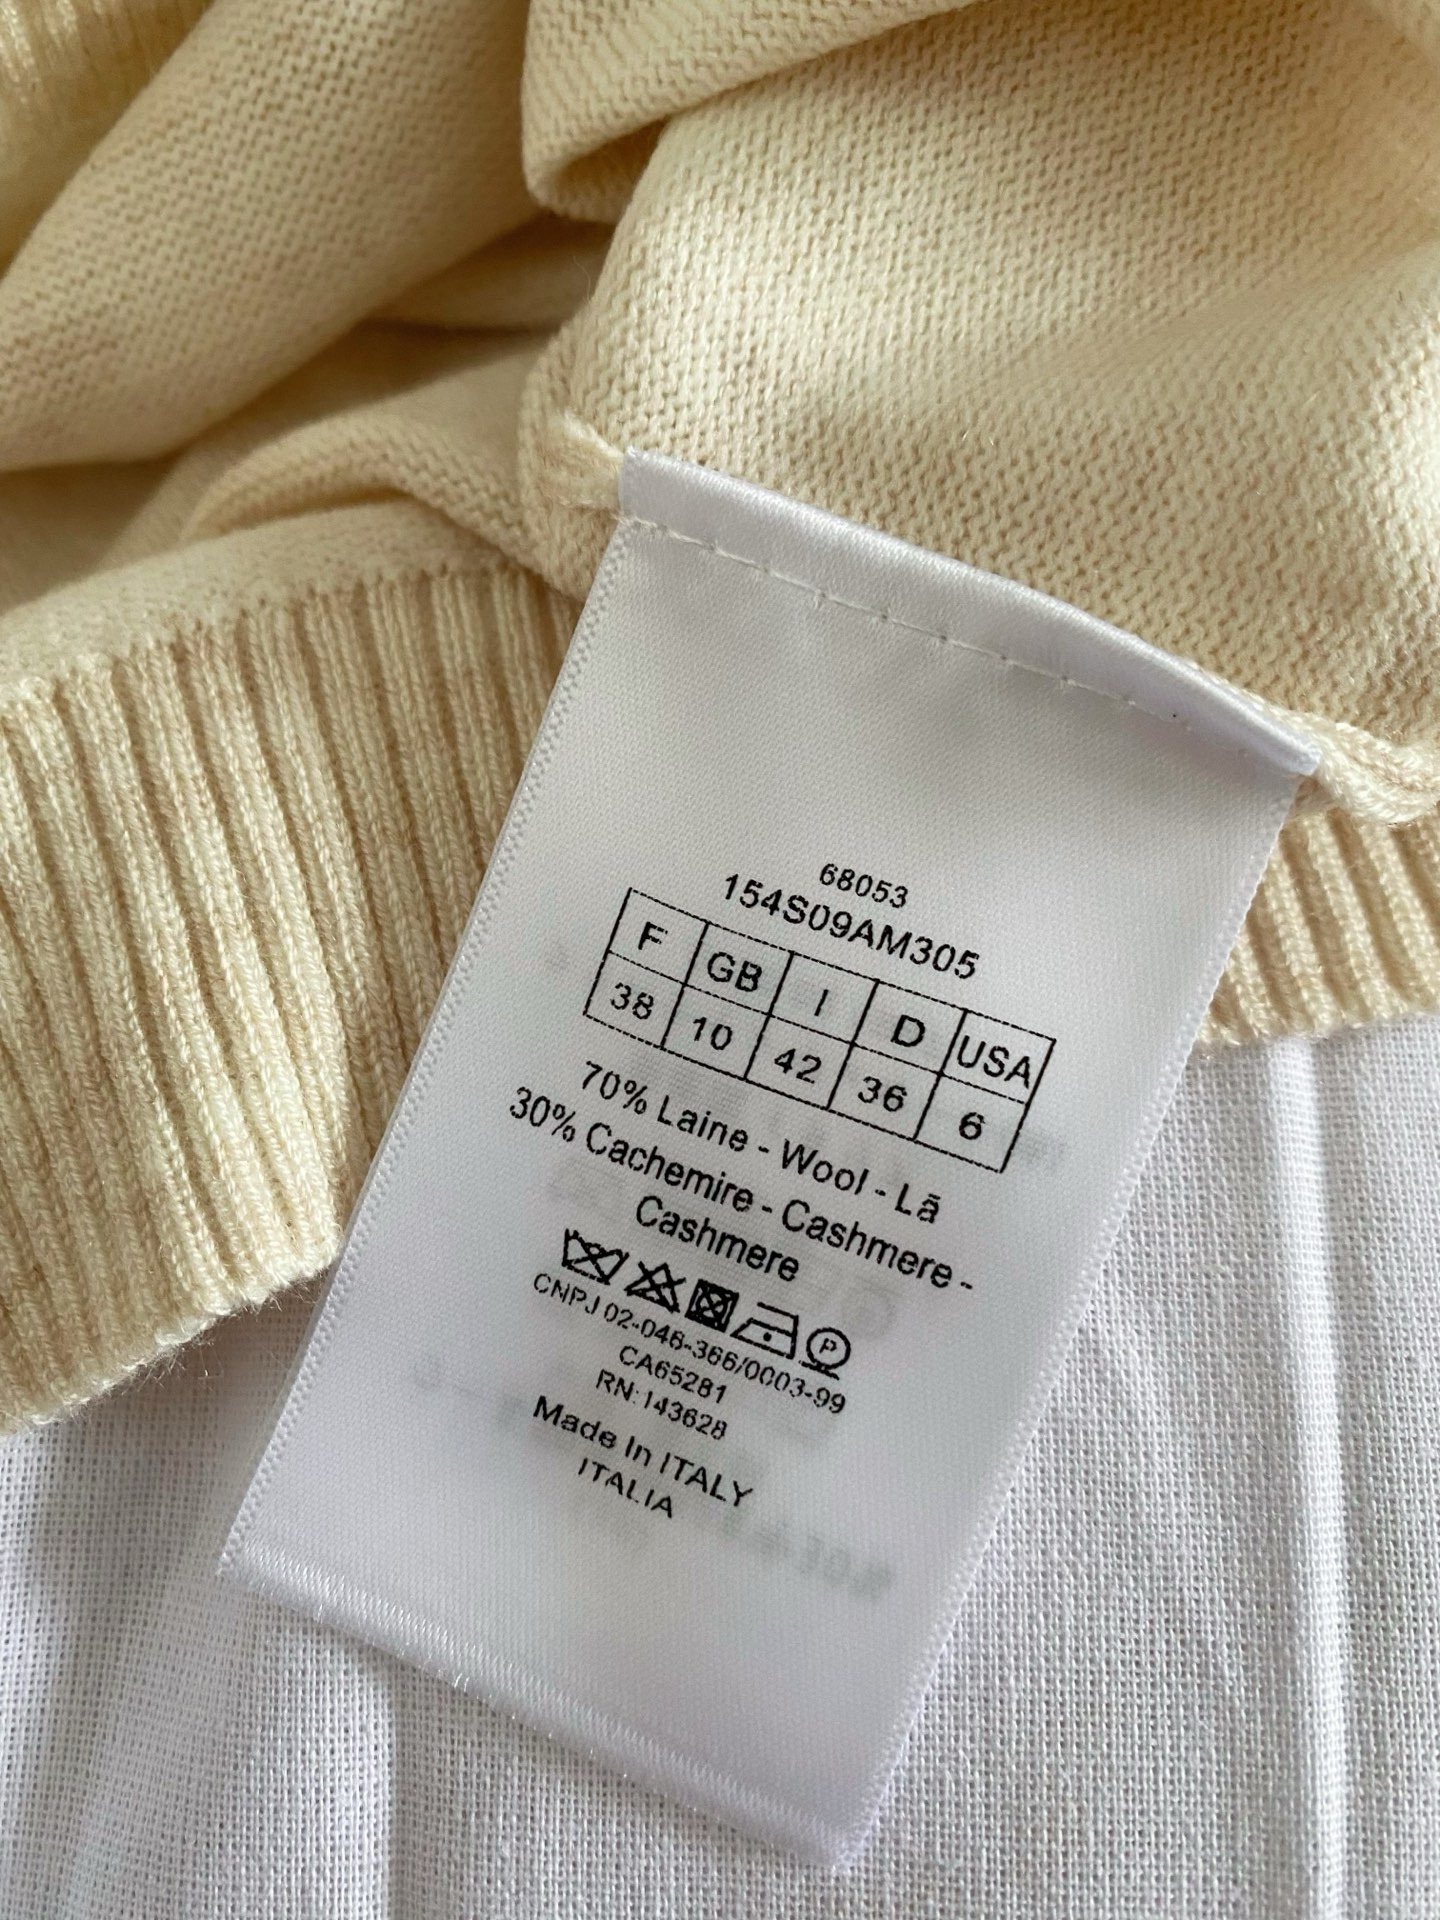 68053
154S09AM305
F GB I D USA
38 10 42 36 6
70% Laine - Wool - Lã
30% Cachemire - Cashmere -
Cashmere
P
CNPJ 02-046-366/0003-99
CA65281
RN:143628
Made In ITALY
ITALIA